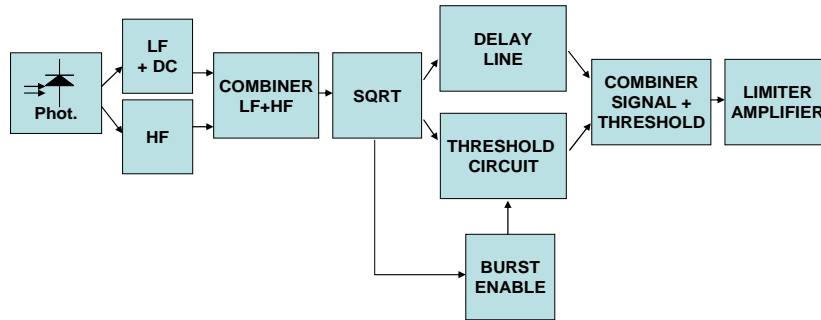 Phot.
LF
+ DC
HF
COMBINER
LF+HF
SQRT
DELAY
LINE
THRESHOLD
CIRCUIT
BURST
ENABLE
COMBINER
SIGNAL +
THRESHOLD
LIMITER
AMPLIFIER